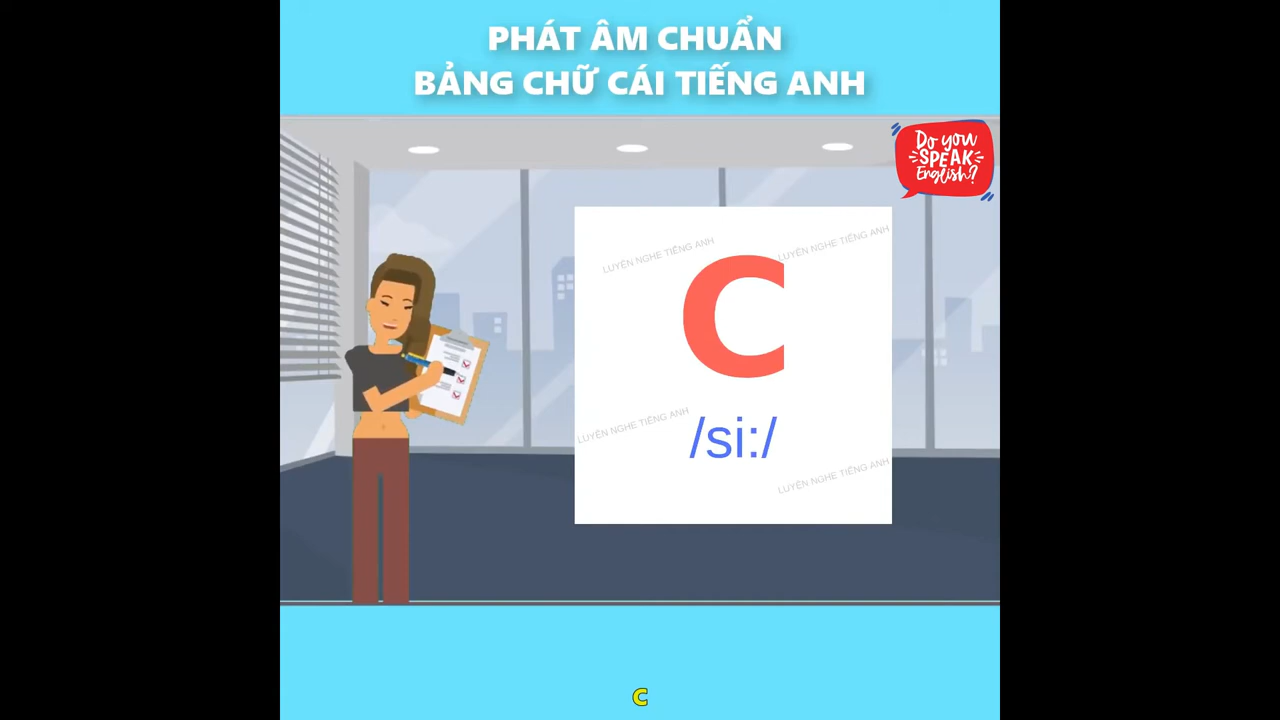 PHÁT ÂM CHUẨN
BẢNG CHỮ CÁI TIẾNG ANH
Do you
SPEAK
English?
LUYỆN NGHE TIẾNG ANH
LUYỆN NGHE TIẾNG ANH
C
/si:/
LUYỆN NGHE TIẾNG ANH
LUYỆN NGHE TIẾNG ANH
C